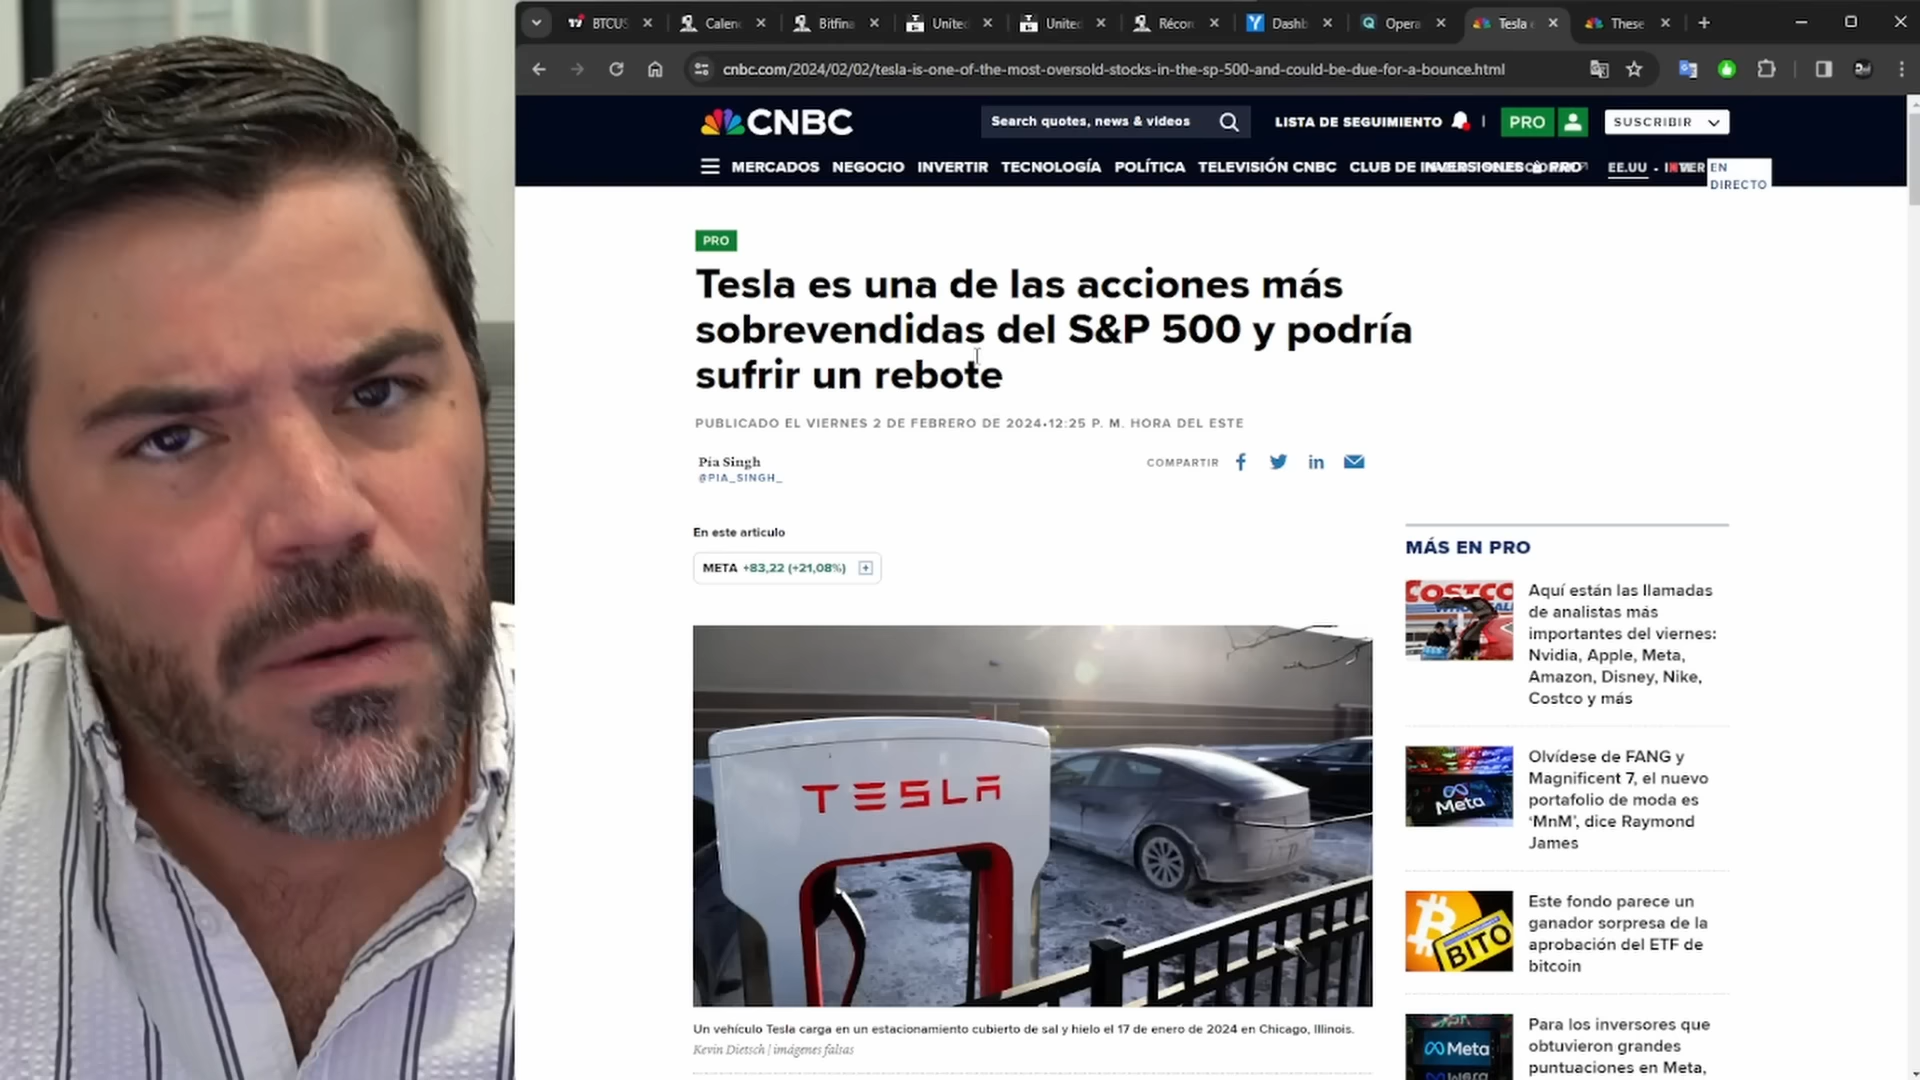 BTCUS
Calen
Bitfina
United
United
Récor
Dashb
Opera
Tesla
These
cnbc.com/2024/02/02/tesla-is-one-of-the-most-oversold-stocks-in-the-sp-500-and-could-be-due-for-a-bounce.html
CNBC
Search quotes, news & videos
LISTA DE SEGUIMIENTO
PRO
SUSCRIBIR
MERCADOS NEGOCIO INVERTIR TECNOLOGÍA POLÍTICA TELEVISIÓN CNBC CLUB DE INVERSIONES PRO
EE.UU
EN
DIRECTO
PRO
Tesla es una de las acciones más
sobrevendidas del S&P 500 y podría
sufrir un rebote
PUBLICADO EL VIERNES 2 DE FEBRERO DE 2024•12:25 P. M. HORA DEL ESTE
Pía Singh
@PIA_SINGH_
COMPARTIR
En este artículo
META +83,22 (+21,08%)
TESLA
Un vehículo Tesla carga en un estacionamiento cubierto de sal y hielo el 17 de enero de 2024 en Chicago, Illinois.
Kevin Dietsch | imágenes falsas
MÁS EN PRO
COSTCO
Aquí están las llamadas
de analistas más
importantes del viernes:
Nvidia, Apple, Meta,
Amazon, Disney, Nike,
Costco y más
Meta
Olvídese de FANG y
Magnificent 7, el nuevo
portafolio de moda es
‘MnM’, dice Raymond
James
BITO
Este fondo parece un
ganador sorpresa de la
aprobación del ETF de
bitcoin
Meta
Para los inversores que
obtuvieron grandes
puntuaciones en Meta,